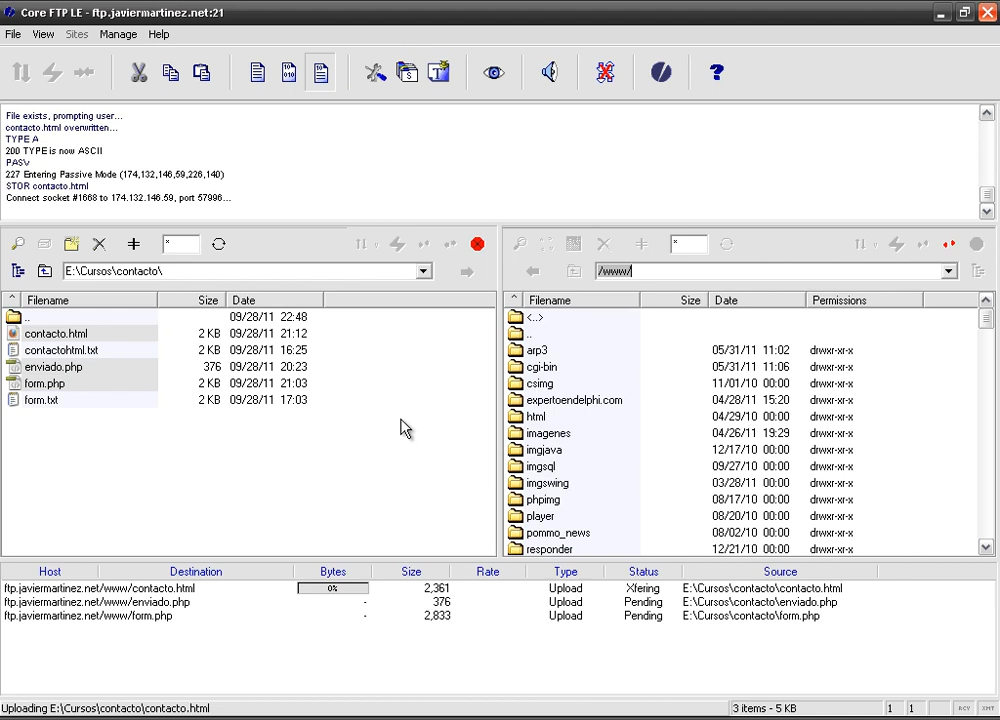 Core FTP LE - ftp.javiermartinez.net:21
File View Sites Manage Help
File exists, prompting user...
contacto.html overwritten...
TYPE A
200 TYPE is now ASCII
PASV
227 Entering Passive Mode (174,132,146,59,226,140)
STOR contacto.html
Connect socket #1668 to 174.132.146.59, port 57996...
*
E:\Cursos\contacto\
^ Filename Size Date
.. 09/28/11 22:48
contacto.html 2 KB 09/28/11 21:12
contactohtml.txt 2 KB 09/28/11 16:25
enviado.php 376 09/28/11 20:23
form.php 2 KB 09/28/11 21:03
form.txt 2 KB 09/28/11 17:03
*
/www/
^ Filename Size Date Permissions
<..>
..
arp3 05/31/11 11:02 drwxr-xr-x
cgi-bin 05/31/11 11:06 drwxr-xr-x
csimg 11/01/10 00:00 drwxr-xr-x
expertoendelphi.com 04/28/11 15:20 drwxr-xr-x
html 04/29/10 00:00 drwxr-xr-x
imagenes 04/26/11 19:29 drwxr-xr-x
imgjava 12/17/10 00:00 drwxr-xr-x
imgsql 09/27/10 00:00 drwxr-xr-x
imgswing 03/28/11 00:00 drwxr-xr-x
phpimg 08/17/10 00:00 drwxr-xr-x
player 08/20/10 00:00 drwxr-xr-x
pommo_news 08/02/10 00:00 drwxr-xr-x
responder 12/21/10 00:00 drwxr-xr-x
Host Destination Bytes Size Rate Type Status Source
ftp.javiermartinez.net/www/contacto.html 0% 2,361 Upload Xfering E:\Cursos\contacto\contacto.html
ftp.javiermartinez.net/www/enviado.php - 376 Upload Pending E:\Cursos\contacto\enviado.php
ftp.javiermartinez.net/www/form.php - 2,833 Upload Pending E:\Cursos\contacto\form.php
Uploading E:\Cursos\contacto\contacto.html 3 items - 5 KB 1 1 RCV XMT